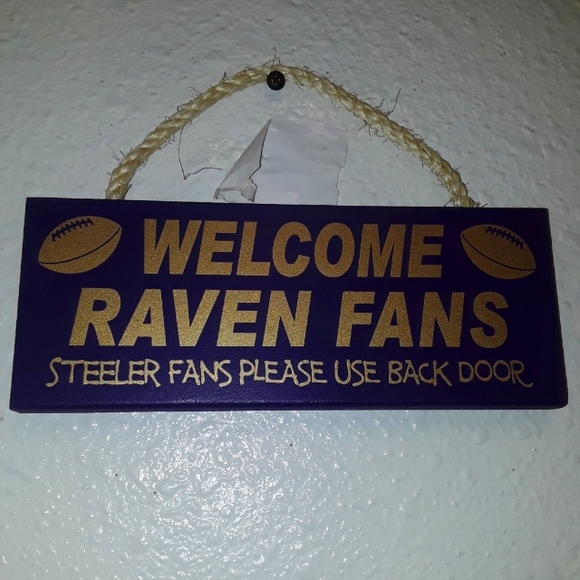 WELCOME
RAVEN FANS
STEELER FANS PLEASE USE BACK DOOR